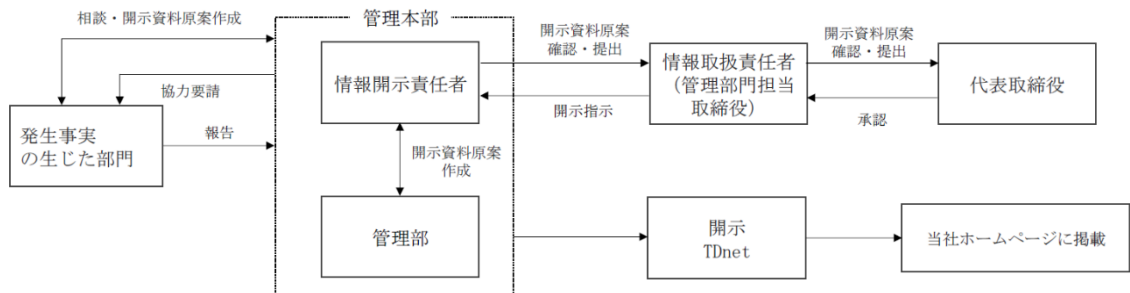 相談・開示資料原案作成
管理本部
開示資料原案
確認・提出
開示資料原案
確認・提出
情報開示責任者
情報取扱責任者
（管理部門担当
取締役）
代表取締役
協力要請
開示指示
承認
発生事実
の生じた部門
報告
開示資料原案
作成
管理部
開示
TDnet
当社ホームページに掲載